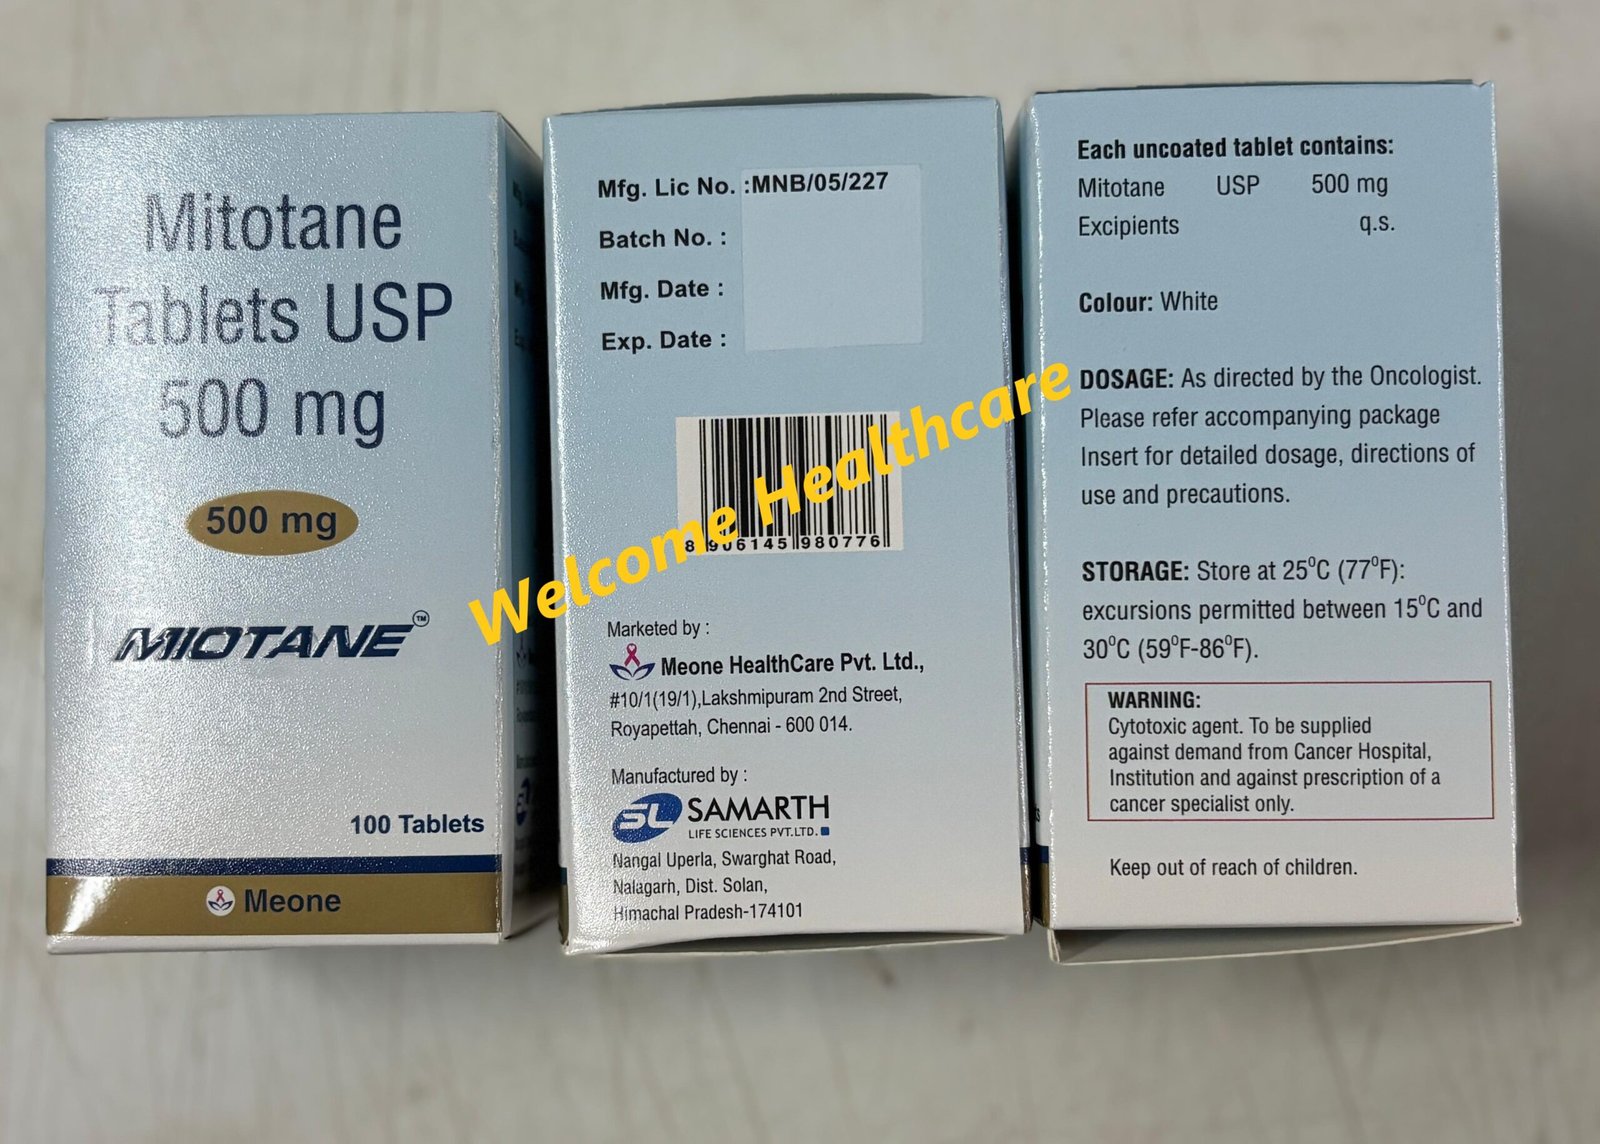 Mitotane
Tablets USP
500 mg
500 mg
MIOTANE™
100 Tablets
Meone
Mfg. Lic No. :MNB/05/227
Batch No. :
Mfg. Date :
Exp. Date :
8 906145 980776
Welcome Healthcare
Marketed by :
Meone HealthCare Pvt. Ltd.,
#10/1(19/1),Lakshmipuram 2nd Street,
Royapettah, Chennai - 600 014.
Manufactured by :
SL SAMARTH
LIFE SCIENCES PVT.LTD.
Nangal Uperla, Swarghat Road,
Nalagarh, Dist. Solan,
Himachal Pradesh-174101
Each uncoated tablet contains:
Mitotane USP 500 mg
Excipients q.s.
Colour: White
DOSAGE: As directed by the Oncologist.
Please refer accompanying package
Insert for detailed dosage, directions of
use and precautions.
STORAGE: Store at 25⁰C (77⁰F):
excursions permitted between 15⁰C and
30⁰C (59⁰F-86⁰F).
WARNING:
Cytotoxic agent. To be supplied
against demand from Cancer Hospital,
Institution and against prescription of a
cancer specialist only.
Keep out of reach of children.